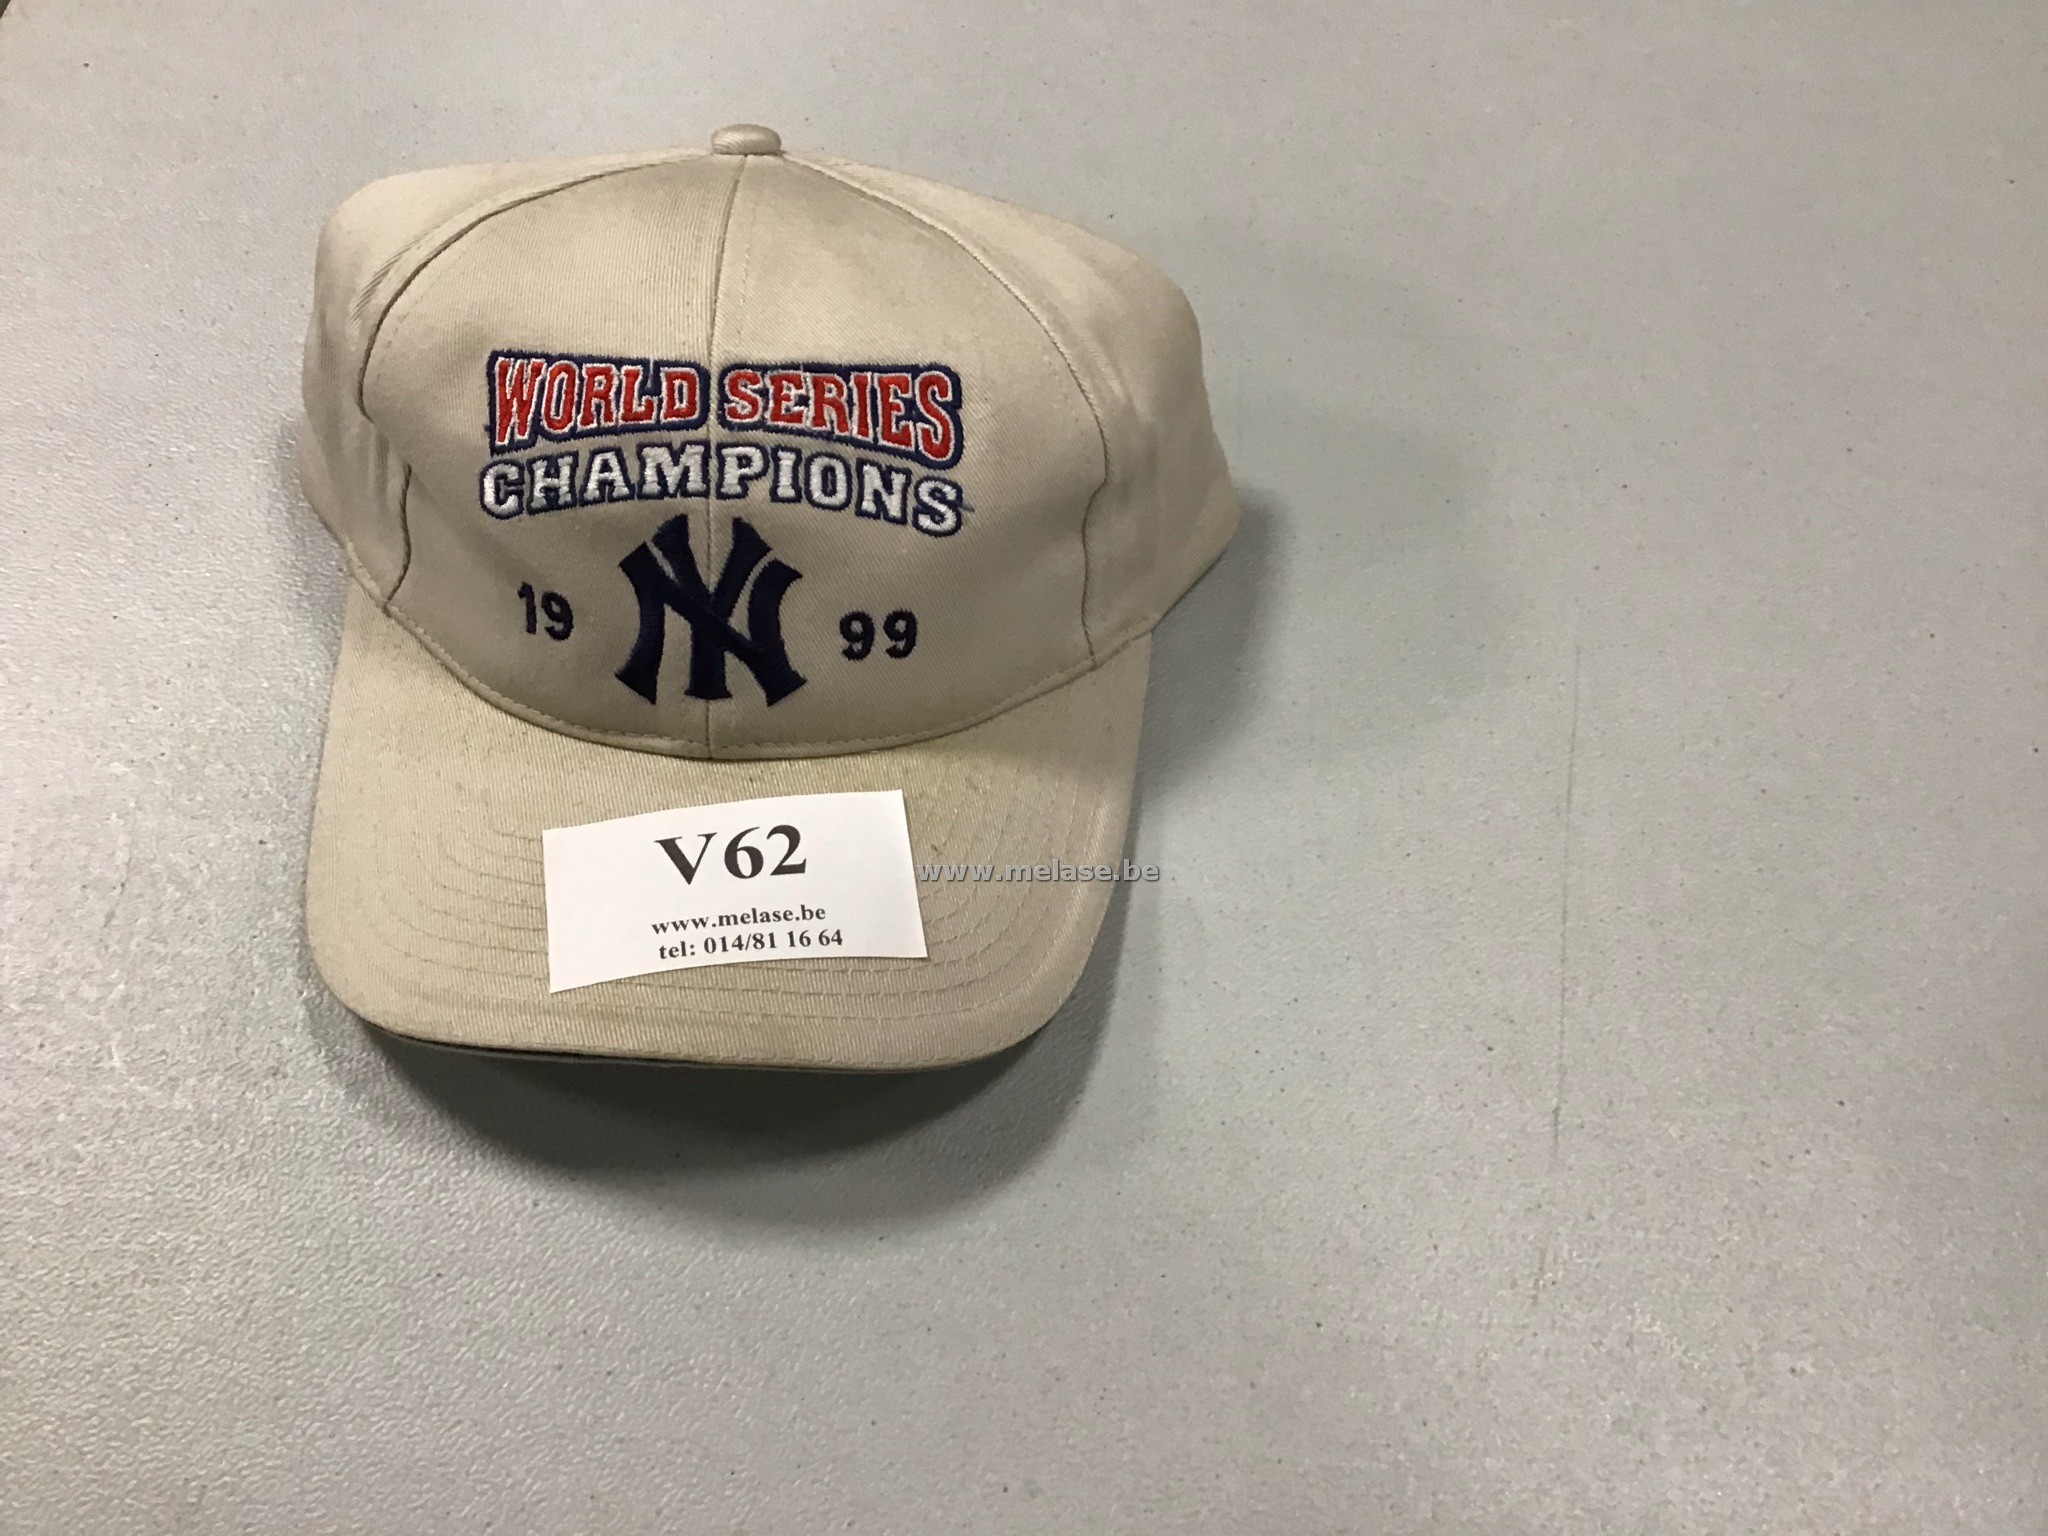 WORLD SERIES
CHAMPIONS
19 NY 99
V62
www.melase.be
www.melase.be
tel: 014/81 16 64